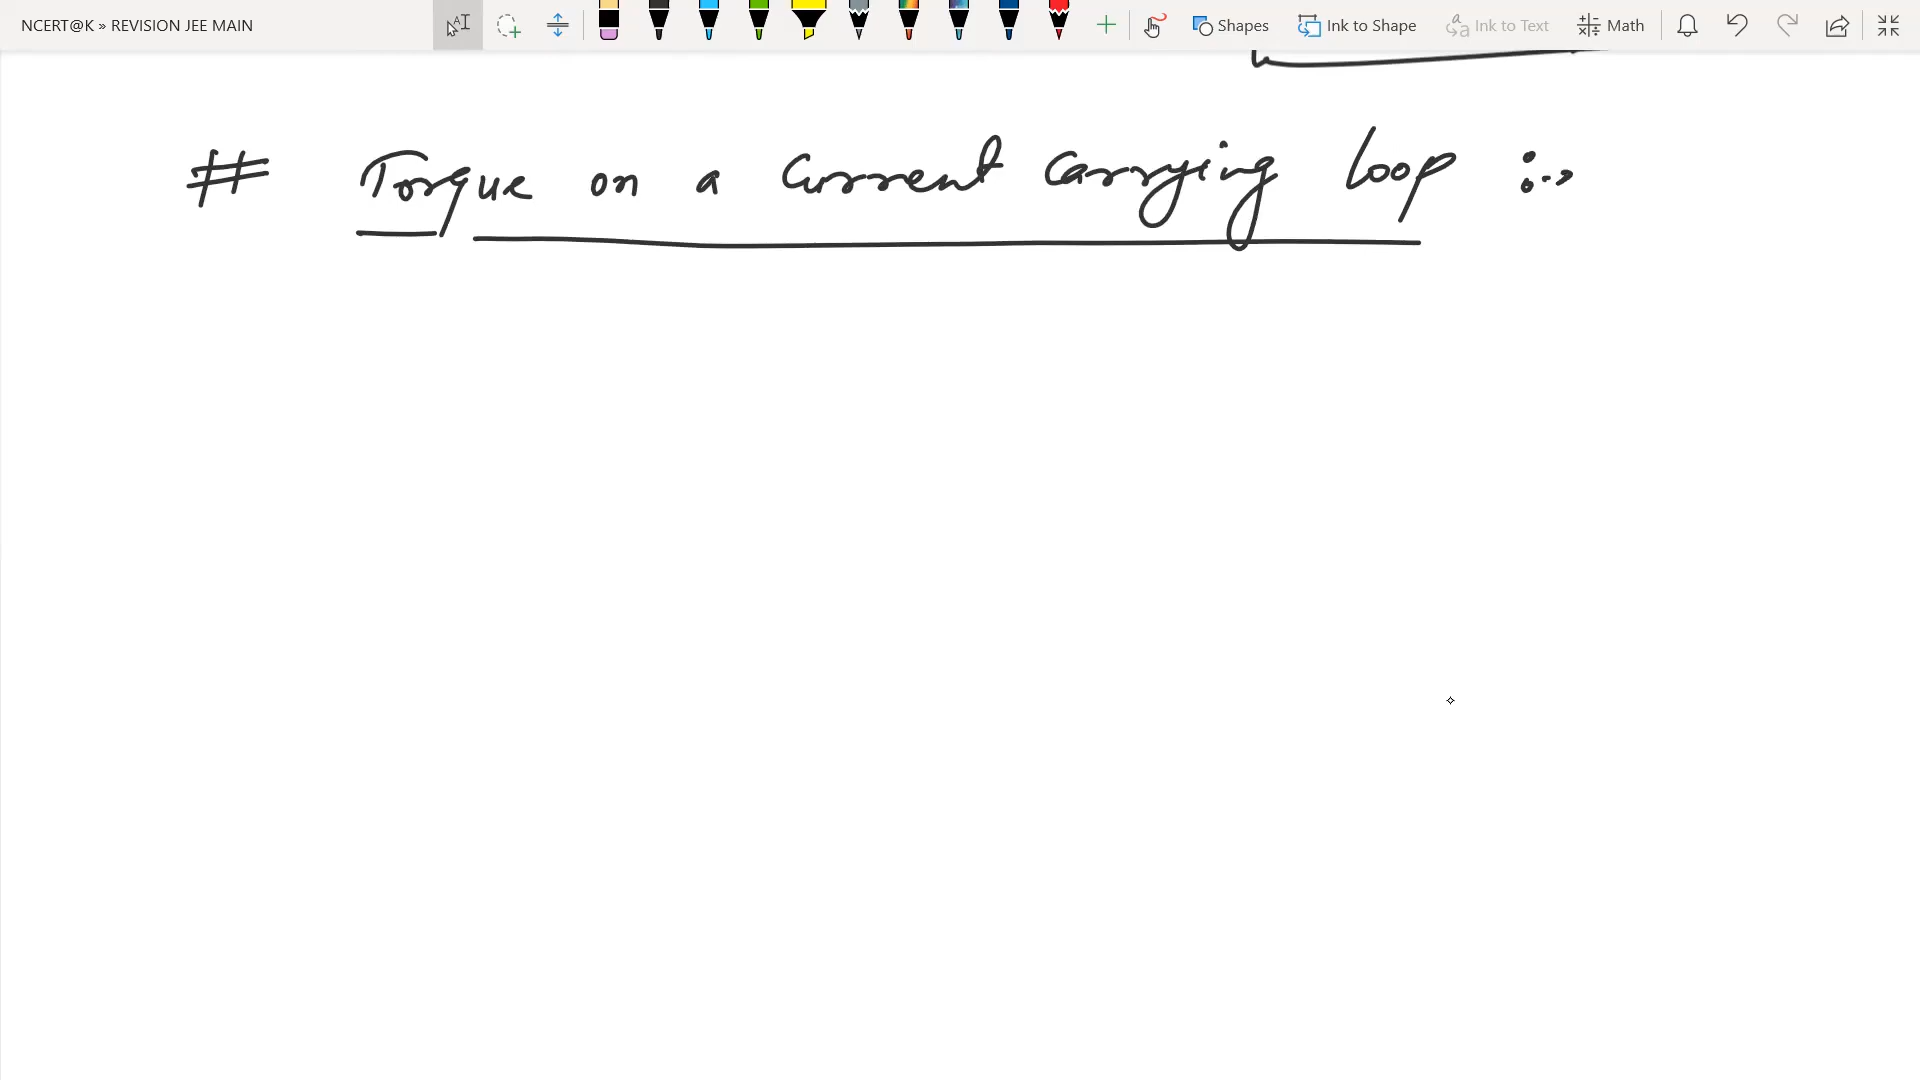 NCERT@K » REVISION JEE MAIN
Shapes
Ink to Shape
Ink to Text
Math
# Torque on a Current Carrying loop :->